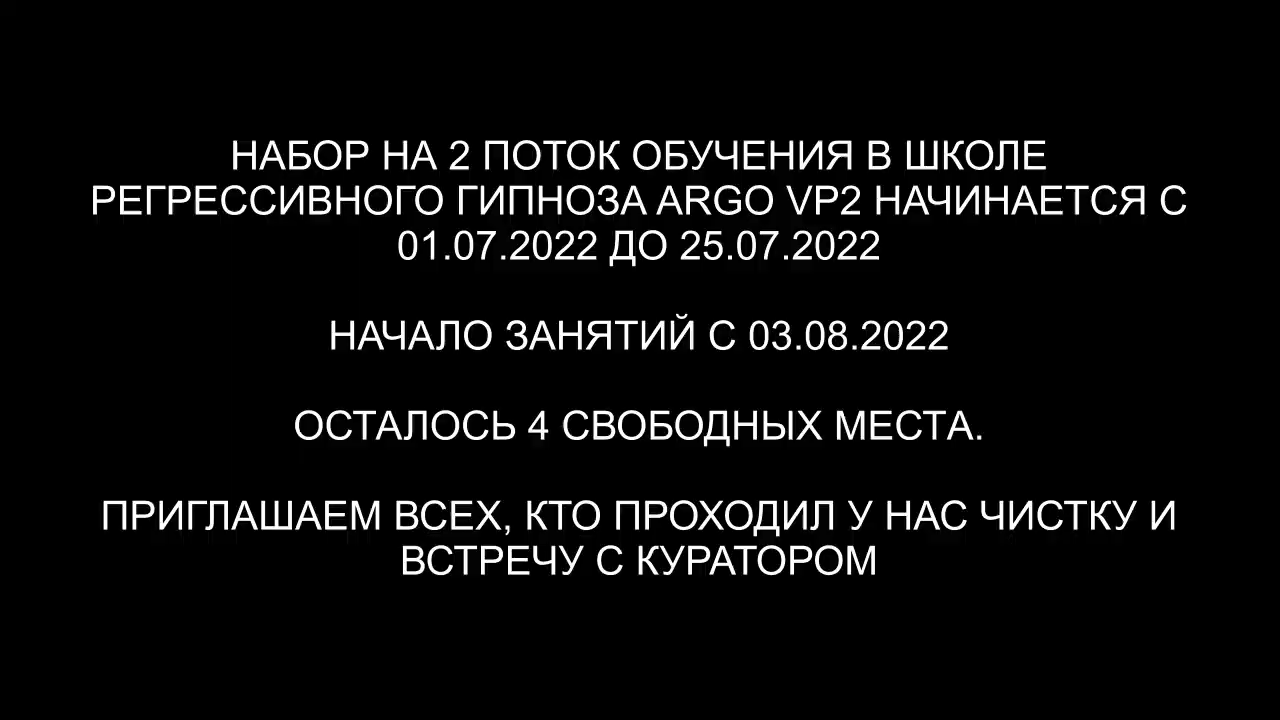 НАБОР НА 2 ПОТОК ОБУЧЕНИЯ В ШКОЛЕ
РЕГРЕССИВНОГО ГИПНОЗА ARGO VP2 НАЧИНАЕТСЯ С
01.07.2022 ДО 25.07.2022
НАЧАЛО ЗАНЯТИЙ С 03.08.2022
ОСТАЛОСЬ 4 СВОБОДНЫХ МЕСТА.
ПРИГЛАШАЕМ ВСЕХ, КТО ПРОХОДИЛ У НАС ЧИСТКУ И
ВСТРЕЧУ С КУРАТОРОМ